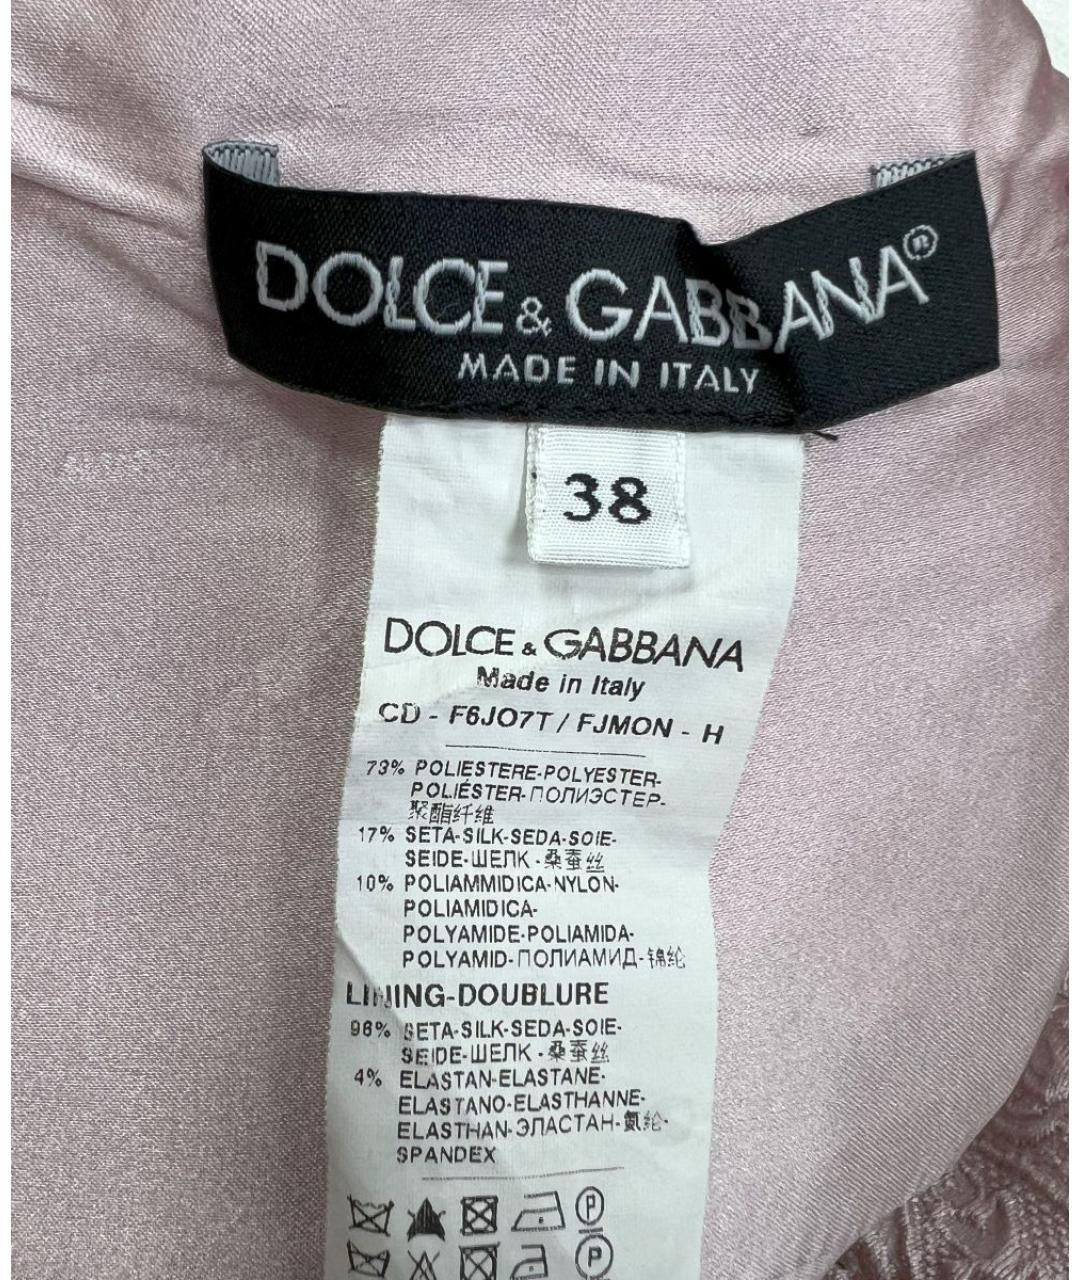 DOLCE & GABBANA®
MADE IN ITALY
38
DOLCE & GABBANA
Made in Italy
CD - F6JO7T / FJMON - H
73% POLIESTERE-POLYESTER-
POLIÉSTER-ПОЛИЭСТЕР-
聚酯纤维
17% SETA-SILK-SEDA-SOIE-
SEIDE-ШЕЛК-桑蚕丝
10% POLIAMMIDICA-NYLON-
POLIAMIDICA-
POLYAMIDE-POLIAMIDA-
POLYAMID-ПОЛИАМИД-锦纶
LINING-DOUBLURE
96% SETA-SILK-SEDA-SOIE-
SEIDE-ШЕЛК-桑蚕丝
4% ELASTAN-ELASTANE-
ELASTANO-ELASTHANNE-
ELASTHAN-ЭЛАСТАН-氨纶-
SPANDEX
P
P